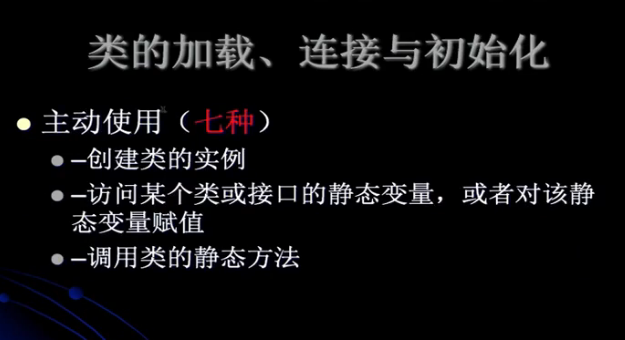 类的加载、连接与初始化
主动使用（七种）
–创建类的实例
–访问某个类或接口的静态变量，或者对该静
态变量赋值
–调用类的静态方法